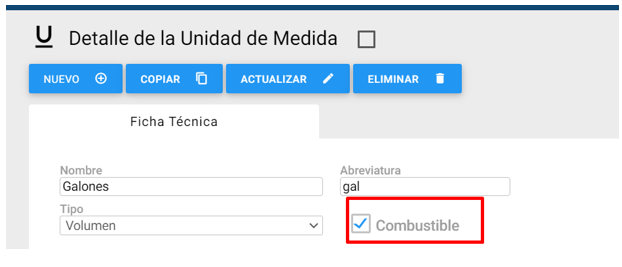 U Detalle de la Unidad de Medida
NUEVO COPIAR ACTUALIZAR ELIMINAR
Ficha Técnica
Nombre Abreviatura
Galones gal
Tipo
Volumen Combustible